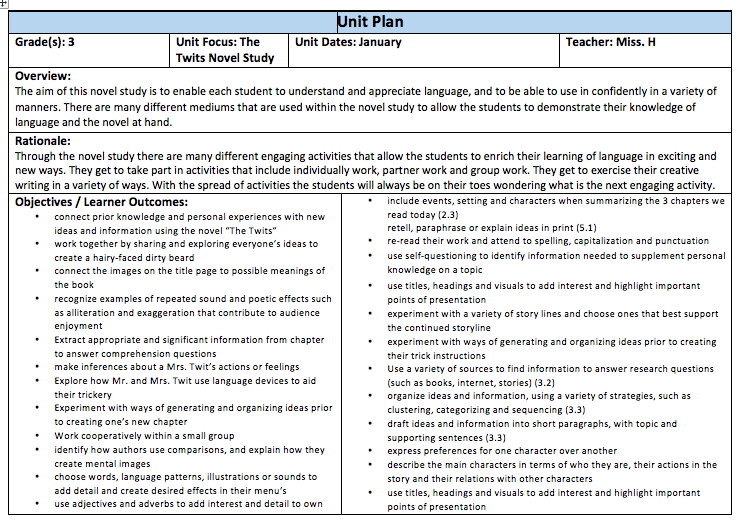 Unit Plan
Grade(s): 3
Unit Focus: The
Twits Novel Study
Unit Dates: January
Teacher: Miss. H
Overview:
The aim of this novel study is to enable each student to understand and appreciate language, and to be able to use in confidently in a variety of
manners. There are many different mediums that are used within the novel study to allow the students to demonstrate their knowledge of
language and the novel at hand.
Rationale:
Through the novel study there are many different engaging activities that allow the students to enrich their learning of language in exciting and
new ways. They get to take part in activities that include individually work, partner work and group work. They get to exercise their creative
writing in a variety of ways. With the spread of activities the students will always be on their toes wondering what is the next engaging activity.
Objectives / Learner Outcomes:
• connect prior knowledge and personal experiences with new
ideas and information using the novel “The Twits”
• work together by sharing and exploring everyone’s ideas to
create a hairy-faced dirty beard
• connect the images on the title page to possible meanings of
the book
• recognize examples of repeated sound and poetic effects such
as alliteration and exaggeration that contribute to audience
enjoyment
• Extract appropriate and significant information from chapter
to answer comprehension questions
• make inferences about a Mrs. Twit’s actions or feelings
• Explore how Mr. and Mrs. Twit use language devices to aid
their trickery
• Experiment with ways of generating and organizing ideas prior
to creating one’s new chapter
• Work cooperatively within a small group
• identify how authors use comparisons, and explain how they
create mental images
• choose words, language patterns, illustrations or sounds to
add detail and create desired effects in their menu’s
• use adjectives and adverbs to add interest and detail to own
• include events, setting and characters when summarizing the 3 chapters we
read today (2.3)
retell, paraphrase or explain ideas in print (5.1)
• re-read their work and attend to spelling, capitalization and punctuation
• use self-questioning to identify information needed to supplement personal
knowledge on a topic
• use titles, headings and visuals to add interest and highlight important
points of presentation
• experiment with a variety of story lines and choose ones that best support
the continued storyline
• experiment with ways of generating and organizing ideas prior to creating
their trick instructions
• Use a variety of sources to find information to answer research questions
(such as books, internet, stories) (3.2)
• organize ideas and information, using a variety of strategies, such as
clustering, categorizing and sequencing (3.3)
• draft ideas and information into short paragraphs, with topic and
supporting sentences (3.3)
• express preferences for one character over another
• describe the main characters in terms of who they are, their actions in the
story and their relations with other characters
• use titles, headings and visuals to add interest and highlight important
points of presentation